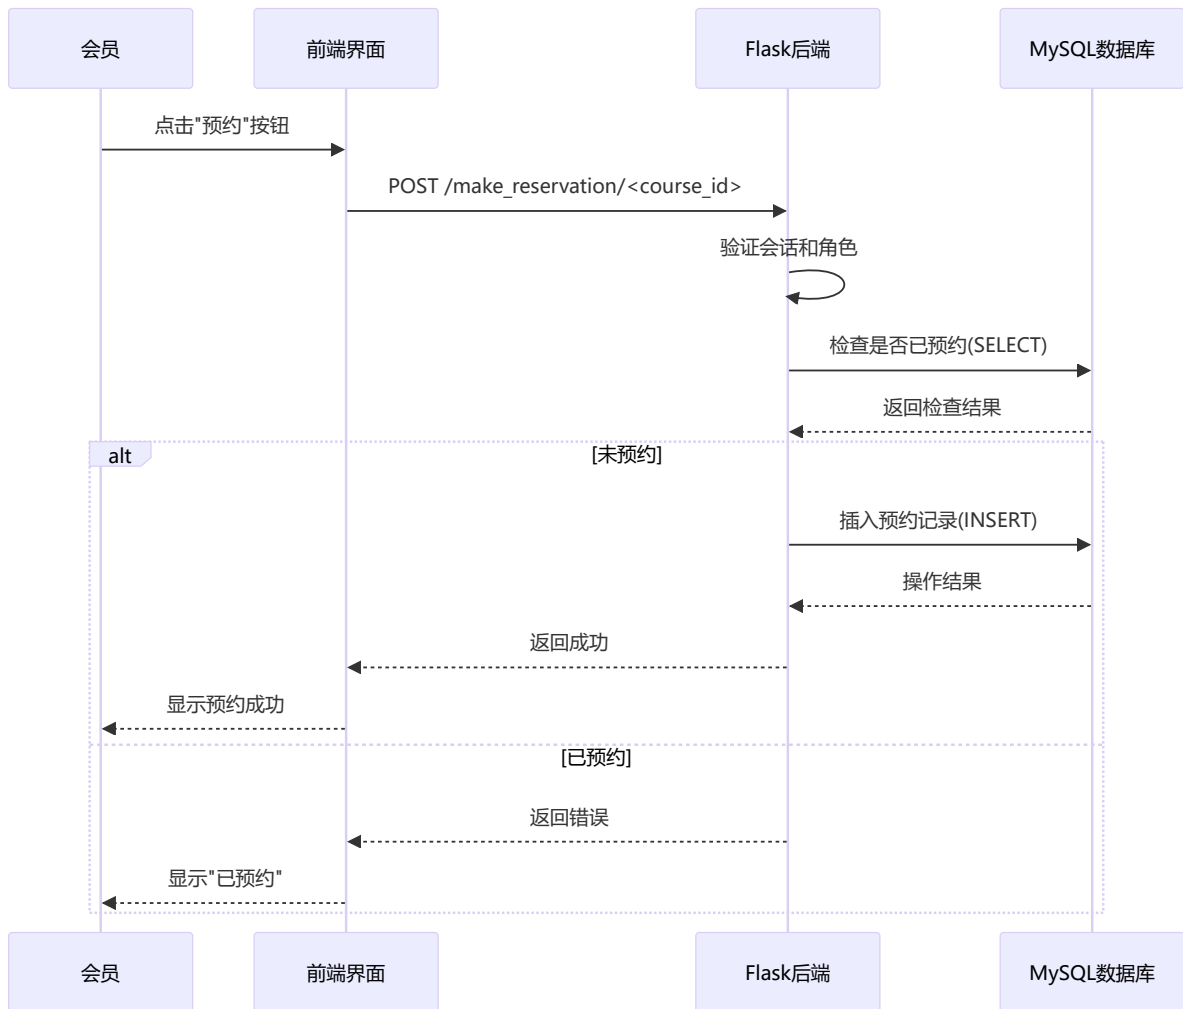 会员
前端界面
Flask后端
MySQL数据库
点击"预约"按钮
POST /make_reservation/<course_id>
验证会话和角色
检查是否已预约(SELECT)
返回检查结果
alt
[未预约]
插入预约记录(INSERT)
操作结果
返回成功
显示预约成功
[已预约]
返回错误
显示"已预约"
会员
前端界面
Flask后端
MySQL数据库